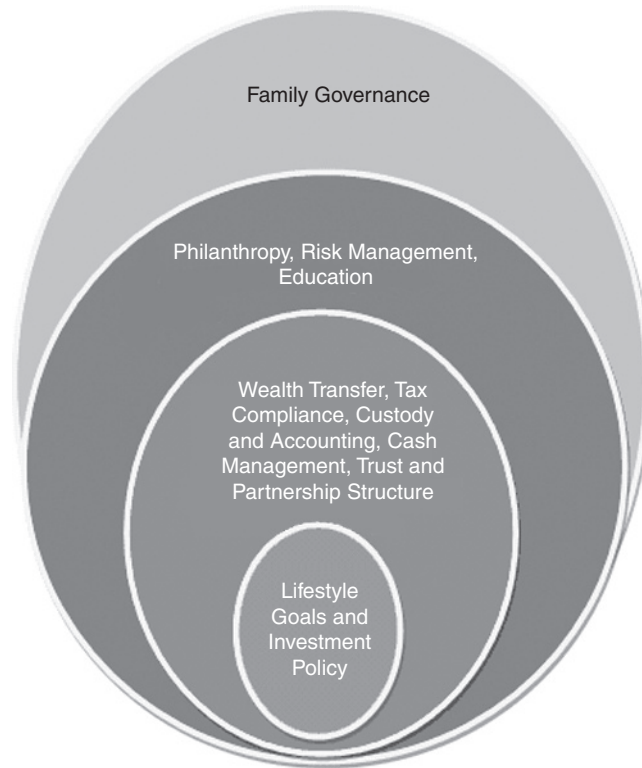 Family Governance
Philanthropy, Risk Management,
Education
Wealth Transfer, Tax
Compliance, Custody
and Accounting, Cash
Management, Trust and
Partnership Structure
Lifestyle
Goals and
Investment
Policy